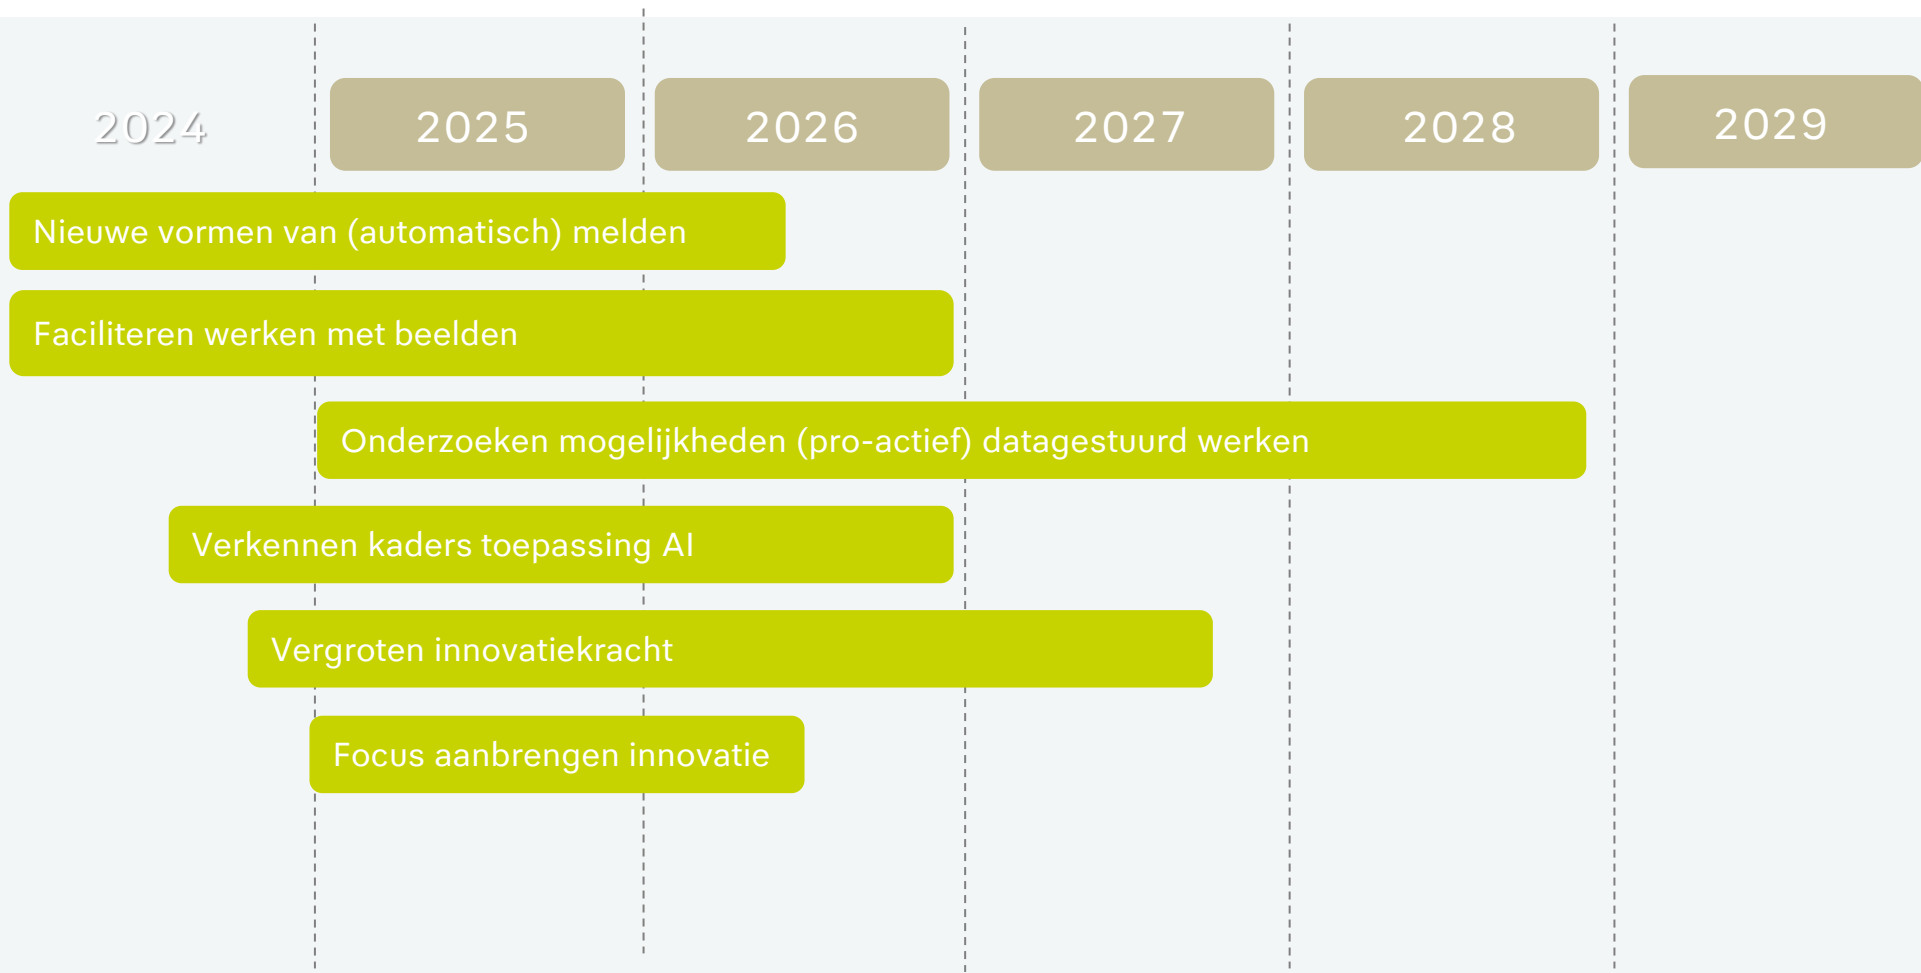 2024
2025
2026
2027
2028
2029
Nieuwe vormen van (automatisch) melden
Faciliteren werken met beelden
Onderzoeken mogelijkheden (pro-actief) datagestuurd werken
Verkennen kaders toepassing AI
Vergroten innovatiekracht
Focus aanbrengen innovatie